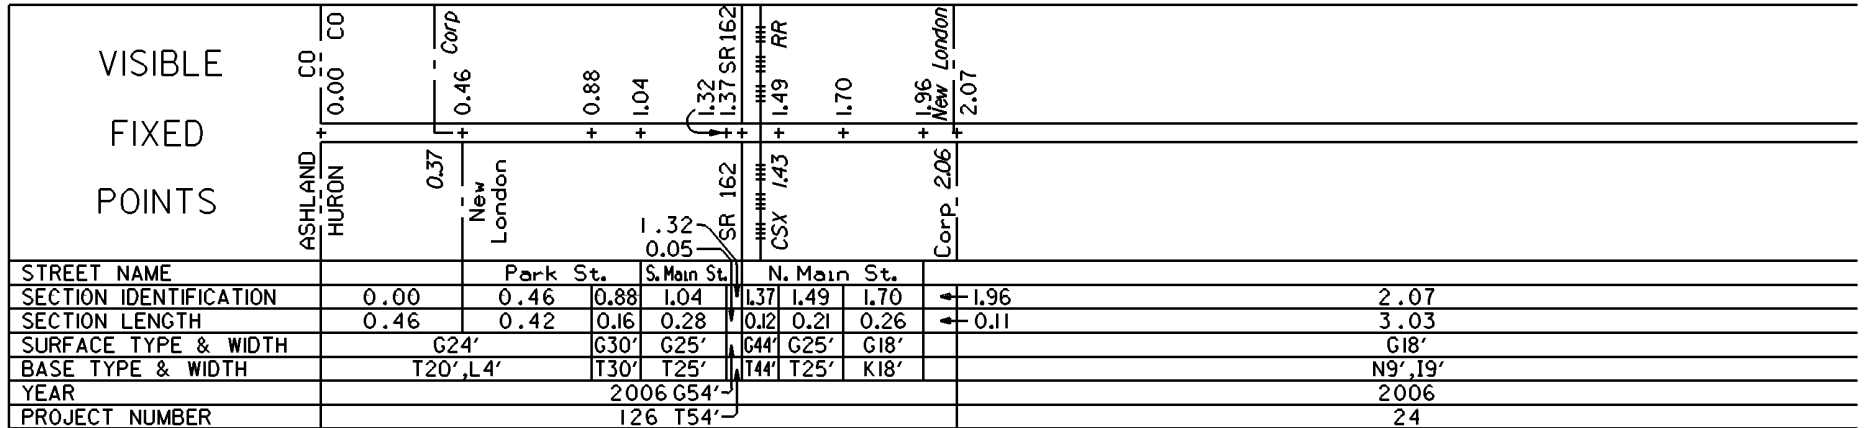 VISIBLE
FIXED
POINTS
CO CO
0.00
Corp
0.46
0.88
1.04
1.32
1.37 SR 162
1.49 RR
1.70
1.96
New London
2.07
ASHLAND
HURON
0.37
New
London
SR 162
CSX 1.43
Corp 2.06
1.32
0.05
STREET NAME Park St. S. Main St. N. Main St.
SECTION IDENTIFICATION 0.00 0.46 0.88 1.04 1.37 1.49 1.70 1.96 2.07
SECTION LENGTH 0.46 0.42 0.16 0.28 0.12 0.21 0.26 0.11 3.03
SURFACE TYPE & WIDTH G24' G30' G25' G44' G25' G18' G18'
BASE TYPE & WIDTH T20',L4' T30' T25' T44' T25' K18' N9',I9'
YEAR 2006 G54' 2006
PROJECT NUMBER 126 T54' 24